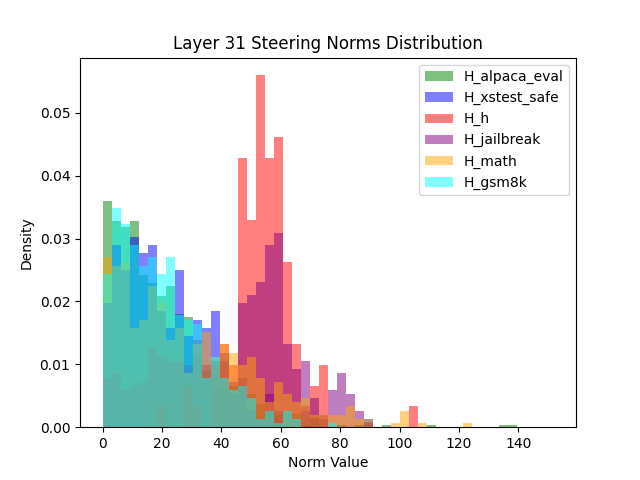 Layer 31 Steering Norms Distribution
H_alpaca_eval
H_xstest_safe
H_h
H_jailbreak
H_math
H_gsm8k
Density
0.05
0.04
0.03
0.02
0.01
0.00
0 20 40 60 80 100 120 140
Norm Value